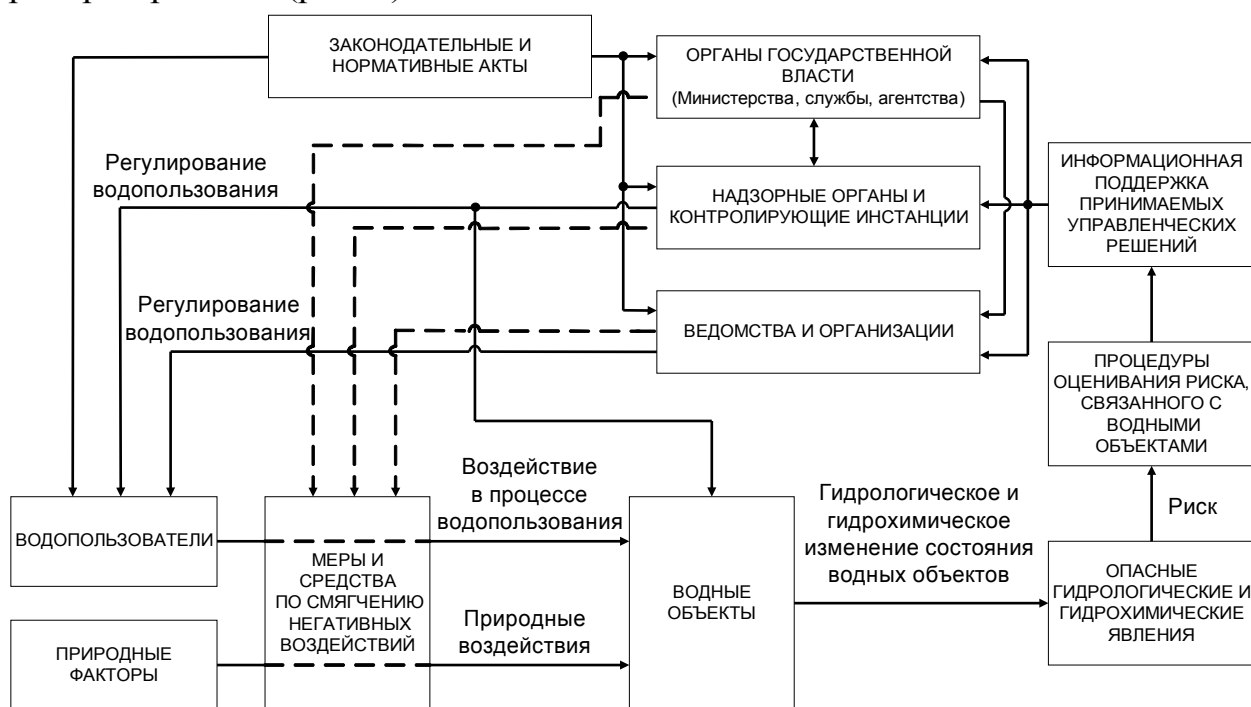 ЗАКОНОДАТЕЛЬНЫЕ И
НОРМАТИВНЫЕ АКТЫ
ОРГАНЫ ГОСУДАРСТВЕННОЙ
ВЛАСТИ
(Министерства, службы, агентства)
Регулирование
водопользования
НАДЗОРНЫЕ ОРГАНЫ И
КОНТРОЛИРУЮЩИЕ ИНСТАНЦИИ
ИНФОРМАЦИОННАЯ
ПОДДЕРЖКА
ПРИНИМАЕМЫХ
УПРАВЛЕНЧЕСКИХ
РЕШЕНИЙ
Регулирование
водопользования
ВЕДОМСТВА И ОРГАНИЗАЦИИ
ПРОЦЕДУРЫ
ОЦЕНИВАНИЯ РИСКА,
СВЯЗАННОГО С
ВОДНЫМИ
ОБЪЕКТАМИ
Риск
ВОДОПОЛЬЗОВАТЕЛИ
МЕРЫ И
СРЕДСТВА
ПО СМЯГЧЕНИЮ
НЕГАТИВНЫХ
ВОЗДЕЙСТВИЙ
Воздействие
в процессе
водопользования
Природные
воздействия
ВОДНЫЕ
ОБЪЕКТЫ
Гидрологическое и
гидрохимическое
изменение состояния
водных объектов
ОПАСНЫЕ
ГИДРОЛОГИЧЕСКИЕ И
ГИДРОХИМИЧЕСКИЕ
ЯВЛЕНИЯ
ПРИРОДНЫЕ
ФАКТОРЫ